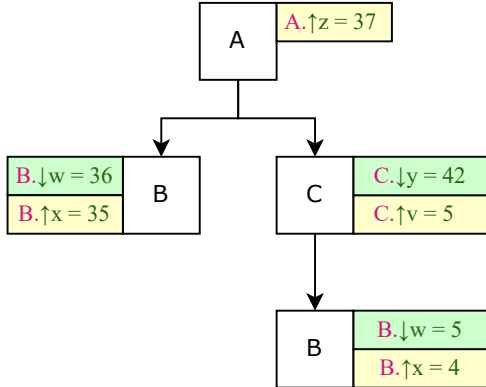 A
A.↑z = 37
B.↓w = 36
B.↑x = 35
B
C
C.↓y = 42
C.↑v = 5
B
B.↓w = 5
B.↑x = 4